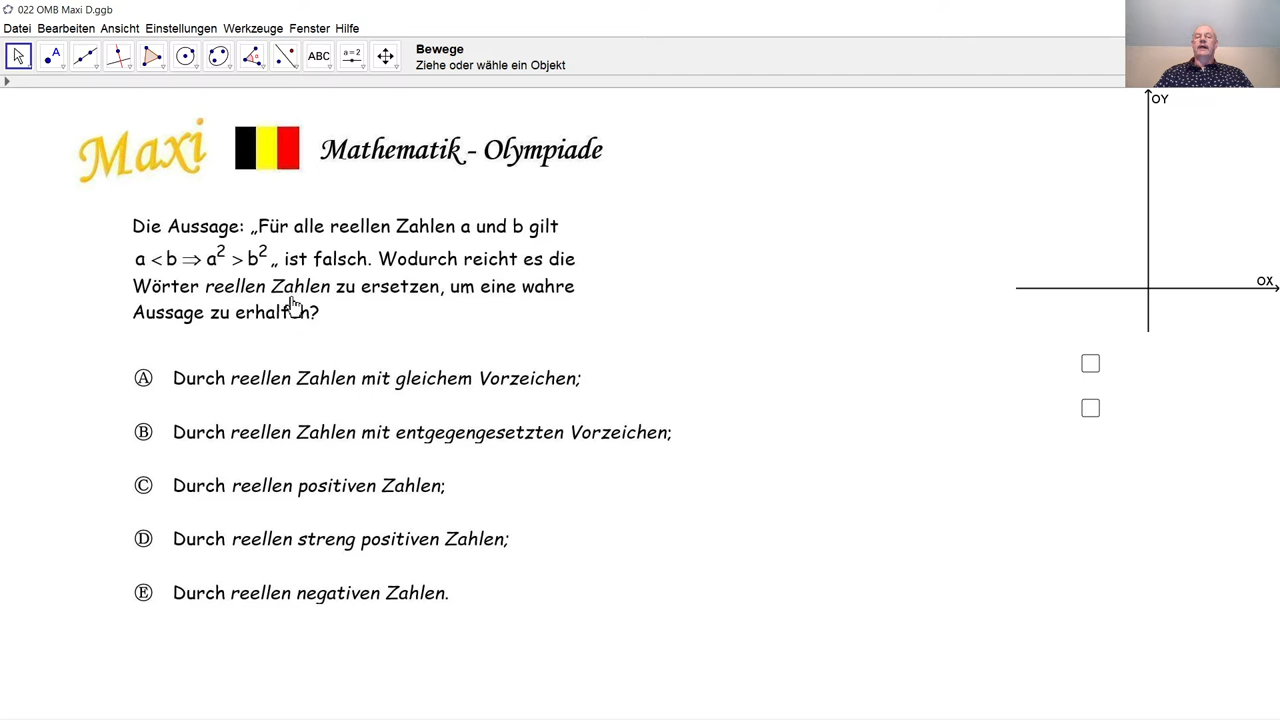 022 OMB Maxi D.ggb
Datei Bearbeiten Ansicht Einstellungen Werkzeuge Fenster Hilfe
A ABC a=2
Bewege
Ziehe oder wähle ein Objekt
OY
Maxi Mathematik - Olympiade
Die Aussage: „Für alle reellen Zahlen a und b gilt
a < b ⇒ a² > b² „ ist falsch. Wodurch reicht es die
OX
Wörter reellen Zahlen zu ersetzen, um eine wahre
Aussage zu erhalten?
Ⓐ Durch reellen Zahlen mit gleichem Vorzeichen;
Ⓑ Durch reellen Zahlen mit entgegengesetzten Vorzeichen;
Ⓒ Durch reellen positiven Zahlen;
Ⓓ Durch reellen streng positiven Zahlen;
Ⓔ Durch reellen negativen Zahlen.